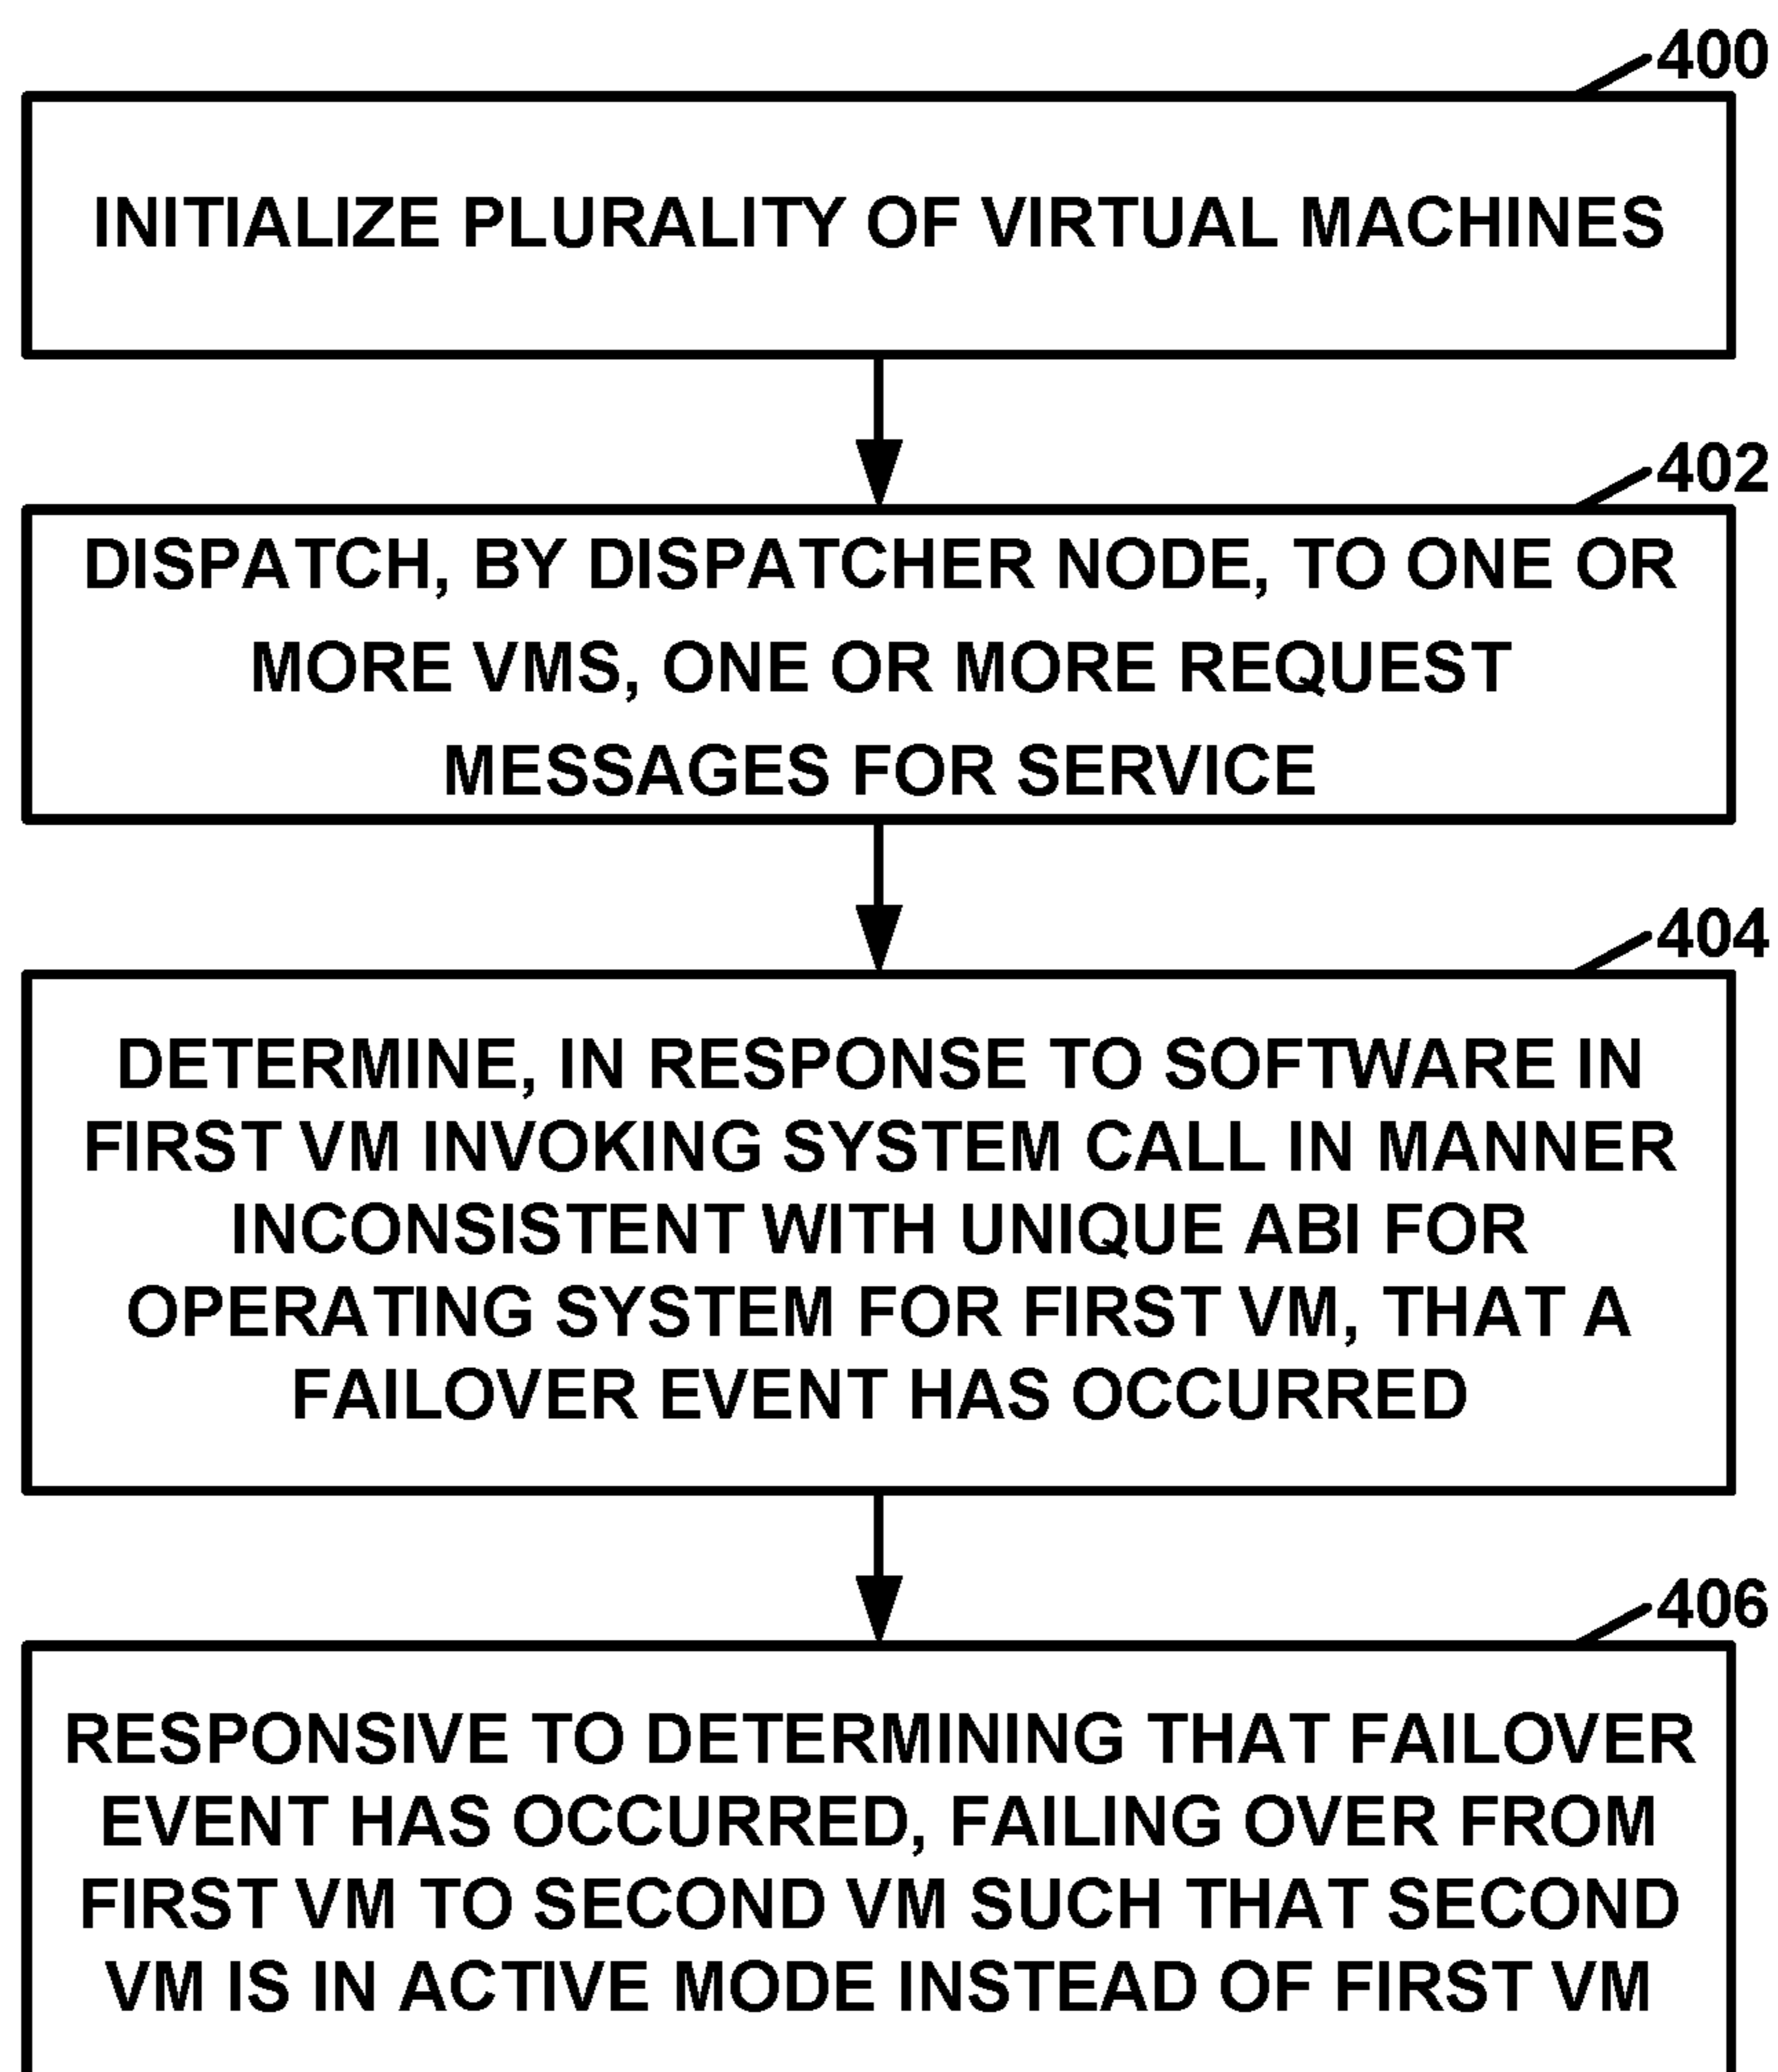 400
INITIALIZE PLURALITY OF VIRTUAL MACHINES
402
DISPATCH, BY DISPATCHER NODE, TO ONE OR
MORE VMS, ONE OR MORE REQUEST
MESSAGES FOR SERVICE
404
DETERMINE, IN RESPONSE TO SOFTWARE IN
FIRST VM INVOKING SYSTEM CALL IN MANNER
INCONSISTENT WITH UNIQUE ABI FOR
OPERATING SYSTEM FOR FIRST VM, THAT A
FAILOVER EVENT HAS OCCURRED
406
RESPONSIVE TO DETERMINING THAT FAILOVER
EVENT HAS OCCURRED, FAILING OVER FROM
FIRST VM TO SECOND VM SUCH THAT SECOND
VM IS IN ACTIVE MODE INSTEAD OF FIRST VM